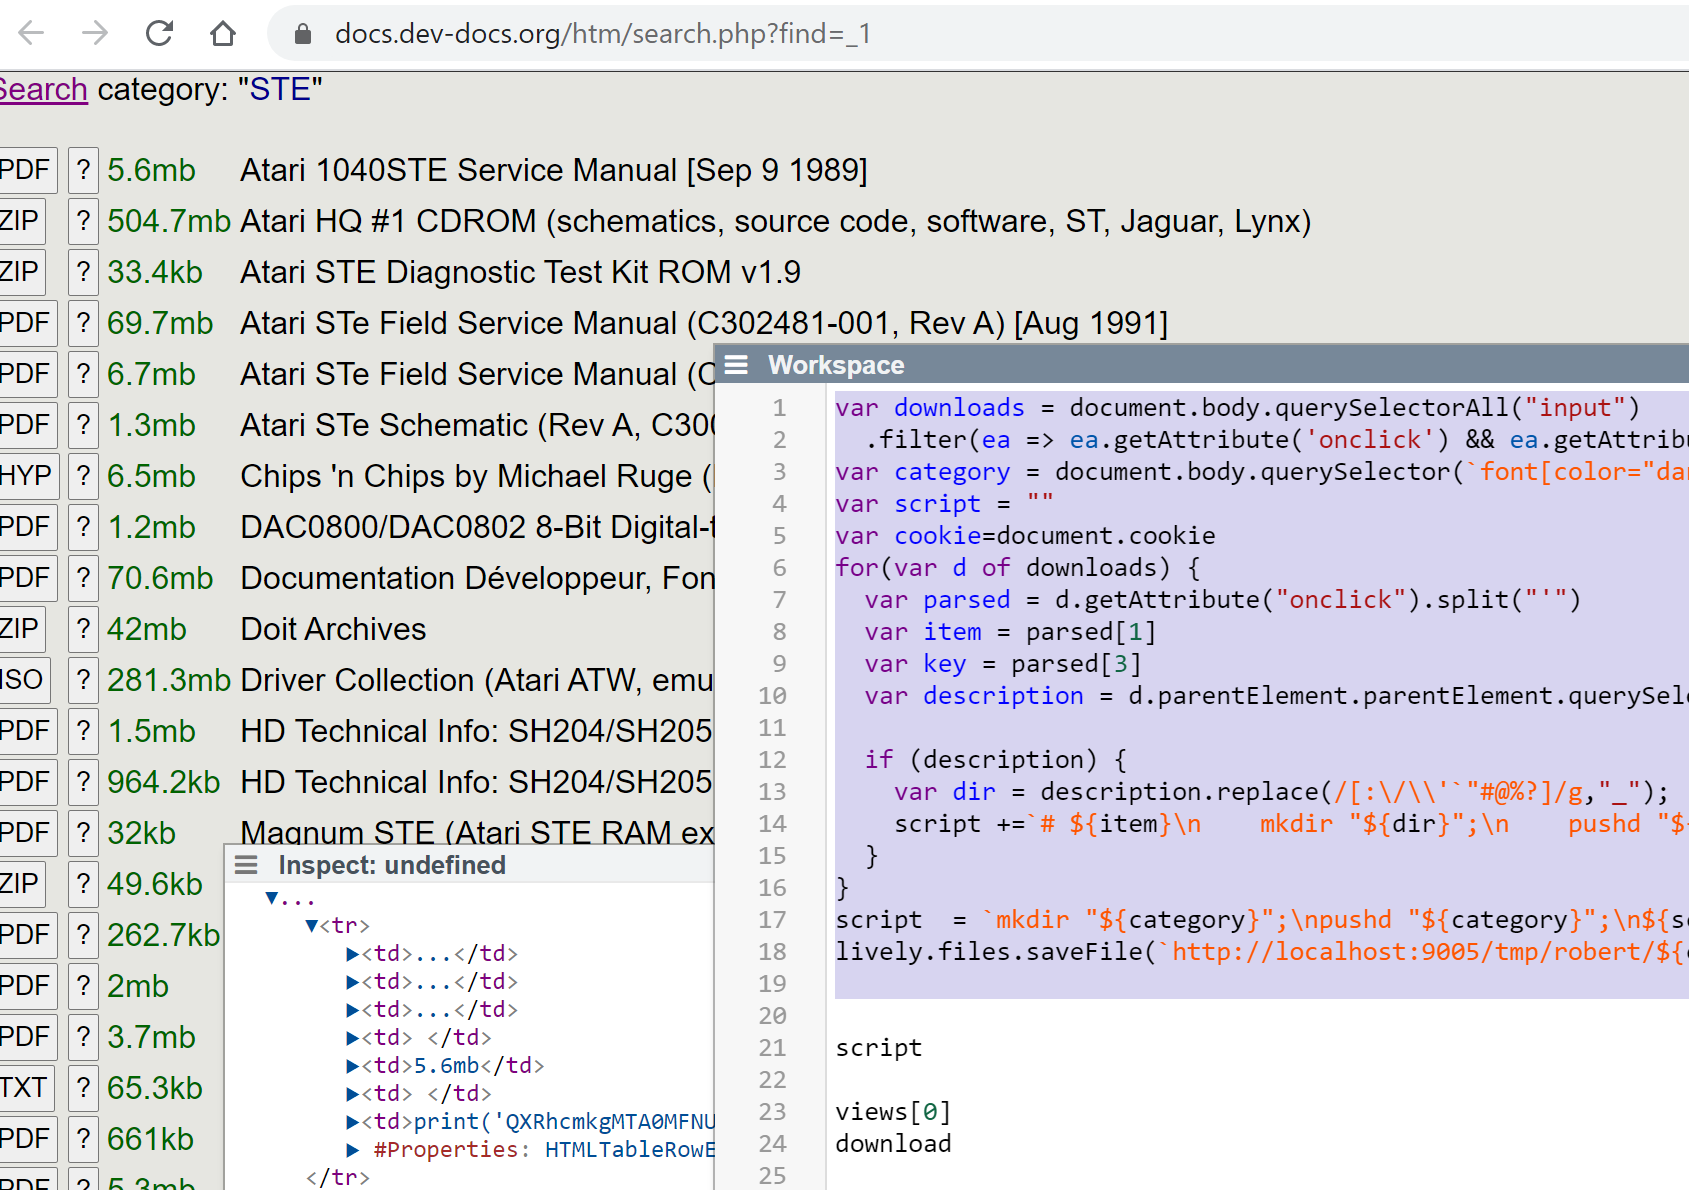 docs.dev-docs.org/htm/search.php?find=_1
Search category: "STE"
PDF ? 5.6mb Atari 1040STE Service Manual [Sep 9 1989]
ZIP ? 504.7mb Atari HQ #1 CDROM (schematics, source code, software, ST, Jaguar, Lynx)
ZIP ? 33.4kb Atari STE Diagnostic Test Kit ROM v1.9
PDF ? 69.7mb Atari STe Field Service Manual (C302481-001, Rev A) [Aug 1991]
PDF ? 6.7mb Atari STe Field Service Manual (C
PDF ? 1.3mb Atari STe Schematic (Rev A, C300
HYP ? 6.5mb Chips 'n Chips by Michael Ruge (
PDF ? 1.2mb DAC0800/DAC0802 8-Bit Digital-t
PDF ? 70.6mb Documentation Développeur, Fon
ZIP ? 42mb Doit Archives
ISO ? 281.3mb Driver Collection (Atari ATW, emu
PDF ? 1.5mb HD Technical Info: SH204/SH205
PDF ? 964.2kb HD Technical Info: SH204/SH205
PDF ? 32kb Magnum STE (Atari STE RAM ex
ZIP ? 49.6kb
PDF ? 262.7kb
PDF ? 2mb
PDF ? 3.7mb
TXT ? 65.3kb
PDF ? 661kb
PDF ? 5.3mb
Workspace
1 var downloads = document.body.querySelectorAll("input")
2   .filter(ea => ea.getAttribute('onclick') && ea.getAttribu
3 var category = document.body.querySelector(`font[color="dar
4 var script = ""
5 var cookie=document.cookie
6 for(var d of downloads) {
7   var parsed = d.getAttribute("onclick").split("'")
8   var item = parsed[1]
9   var key = parsed[3]
10   var description = d.parentElement.parentElement.querySele
11
12   if (description) {
13     var dir = description.replace(/[:\/\\'`"#@%?]/g,"_");
14     script +=`# ${item}\n    mkdir "${dir}";\n    pushd "$
15   }
16 }
17 script  = `mkdir "${category}";\npushd "${category}";\n${s
18 lively.files.saveFile(`http://localhost:9005/tmp/robert/${
19
20
21 script
22
23 views[0]
24 download
25
Inspect: undefined
▼...
▼<tr>
▶<td>...</td>
▶<td>...</td>
▶<td>...</td>
▶<td> </td>
▶<td>5.6mb</td>
▶<td> </td>
▶<td>print('QXRhcmkgMTA0MFNU
▶ #Properties: HTMLTableRowE
</tr>